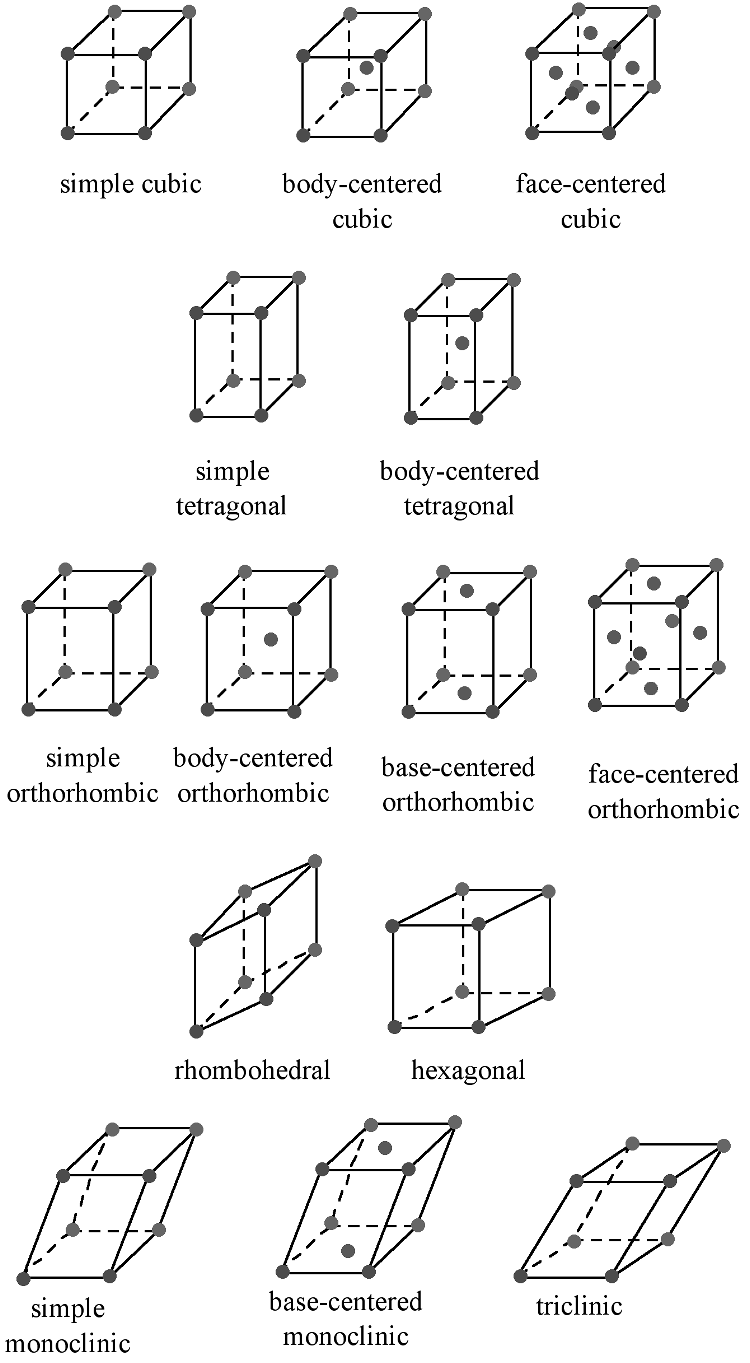 simple cubic
body-centered
cubic
face-centered
cubic
simple
tetragonal
body-centered
tetragonal
simple
orthorhombic
body-centered
orthorhombic
base-centered
orthorhombic
face-centered
orthorhombic
rhombohedral
hexagonal
simple
monoclinic
base-centered
monoclinic
triclinic